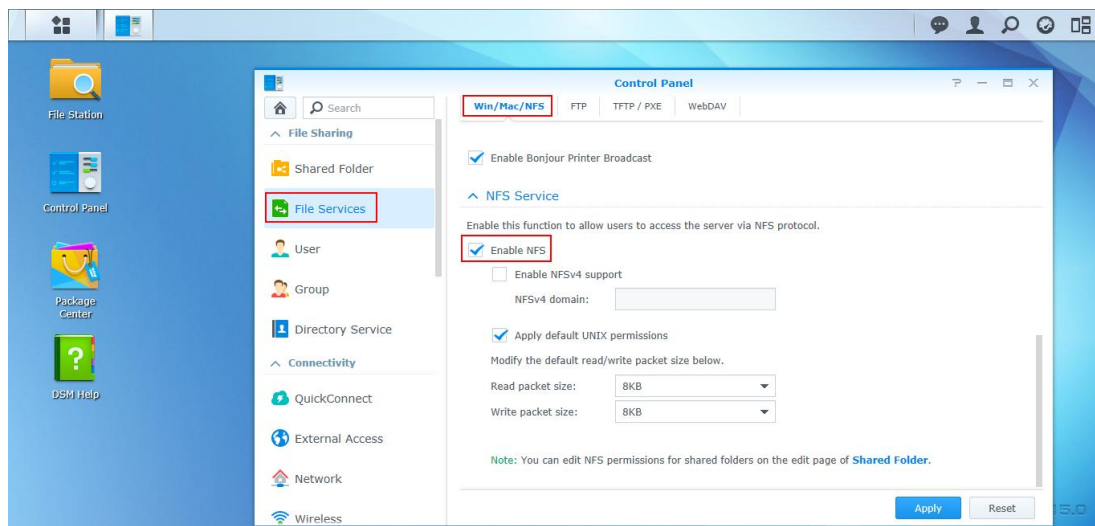 File Station
Control Panel
Package
Center
DSM Help
Control Panel
Search
File Sharing
Shared Folder
File Services
User
Group
Directory Service
Connectivity
QuickConnect
External Access
Network
Wireless
Win/Mac/NFS FTP TFTP / PXE WebDAV
Enable Bonjour Printer Broadcast
NFS Service
Enable this function to allow users to access the server via NFS protocol.
Enable NFS
Enable NFSv4 support
NFSv4 domain:
Apply default UNIX permissions
Modify the default read/write packet size below.
Read packet size: 8KB
Write packet size: 8KB
Note: You can edit NFS permissions for shared folders on the edit page of Shared Folder.
Apply Reset
5.0